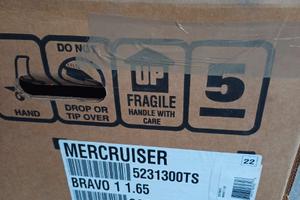 DO NO
UP
5
HAND
DROP OR
TIP OVER
FRAGILE
HANDLE WITH
CARE
MERCRUISER
22
5231300TS
BRAVO 1 1.65